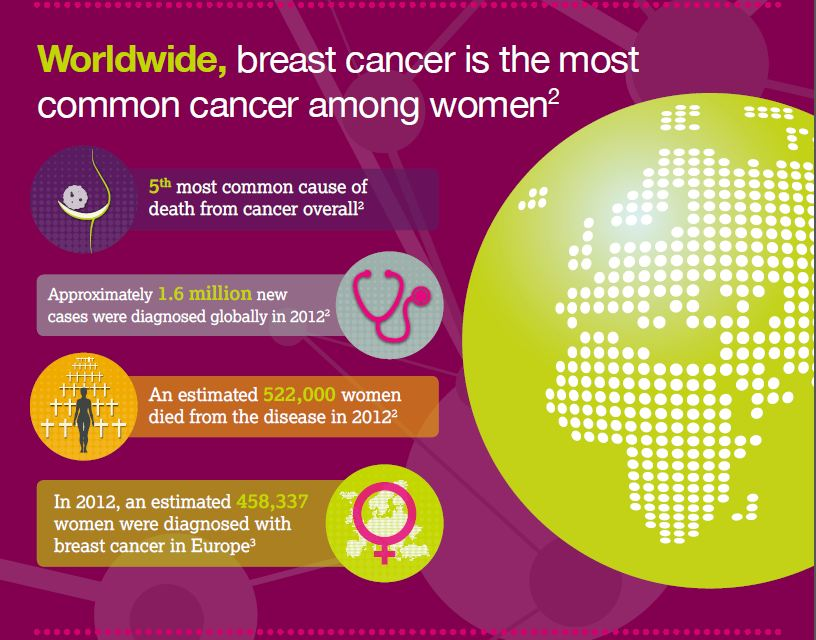 Worldwide, breast cancer is the most
common cancer among women²
5th most common cause of
death from cancer overall²
Approximately 1.6 million new
cases were diagnosed globally in 2012²
An estimated 522,000 women
died from the disease in 2012²
In 2012, an estimated 458,337
women were diagnosed with
breast cancer in Europe³